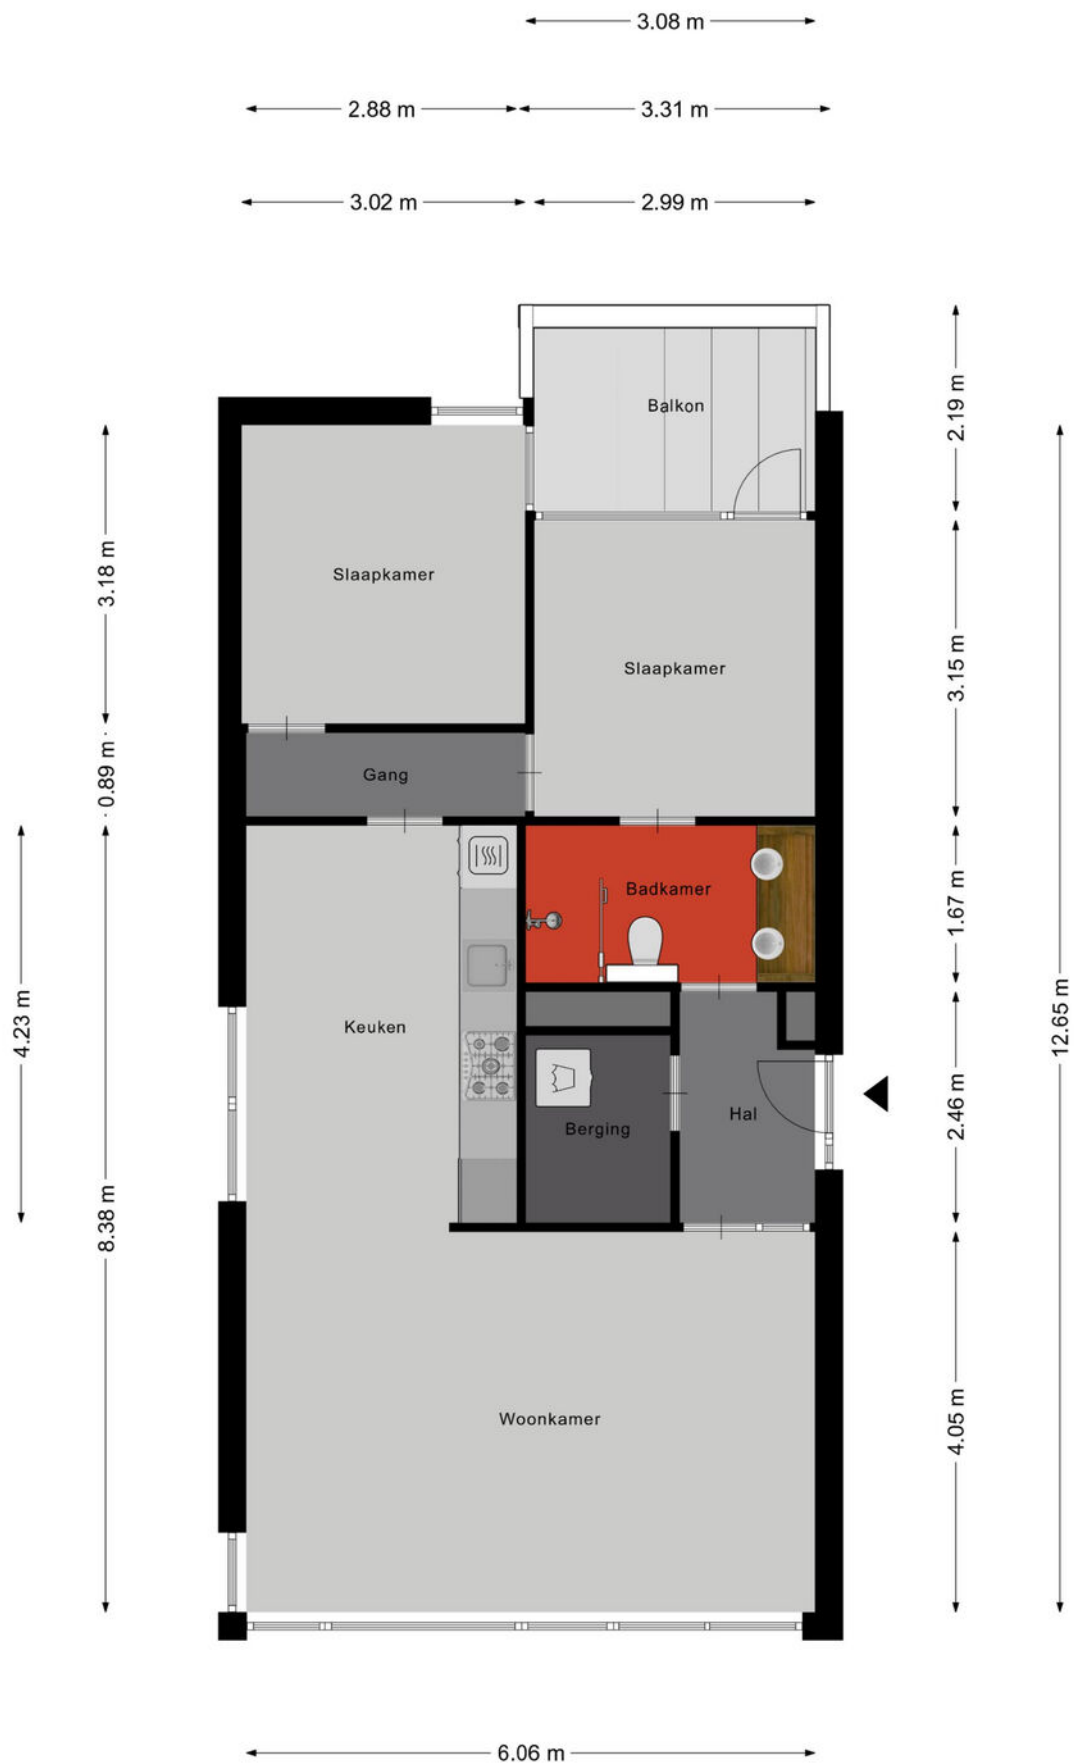 3.08 m
2.88 m
3.31 m
3.02 m
2.99 m
Balkon
2.19 m
Slaapkamer
3.18 m
Slaapkamer
3.15 m
Gang
0.89 m
Badkamer
1.67 m
Keuken
4.23 m
12.65 m
Hal
2.46 m
Berging
8.38 m
Woonkamer
4.05 m
6.06 m